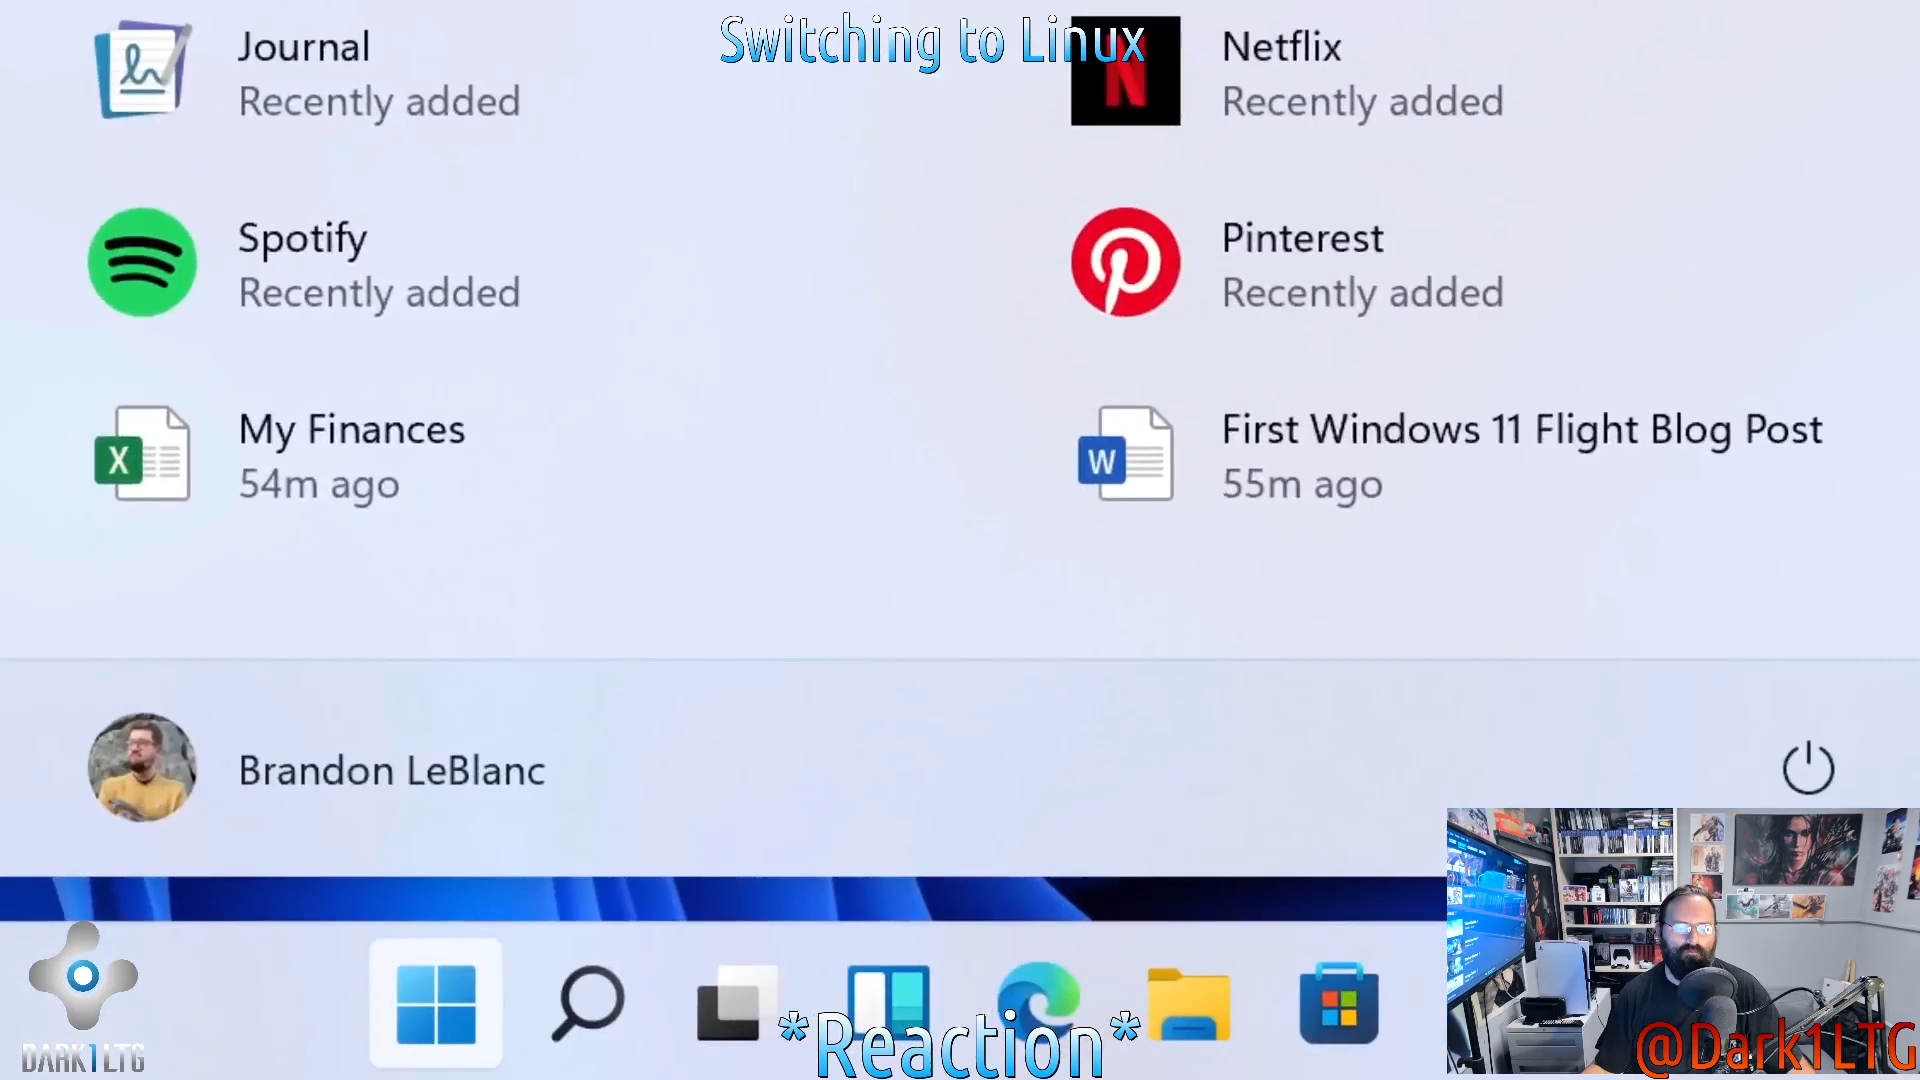 Switching to Linux
Journal
Recently added
Netflix
Recently added
Spotify
Recently added
Pinterest
Recently added
My Finances
54m ago
First Windows 11 Flight Blog Post
55m ago
Brandon LeBlanc
DARK1LTG
*Reaction*
@Dark1LTG